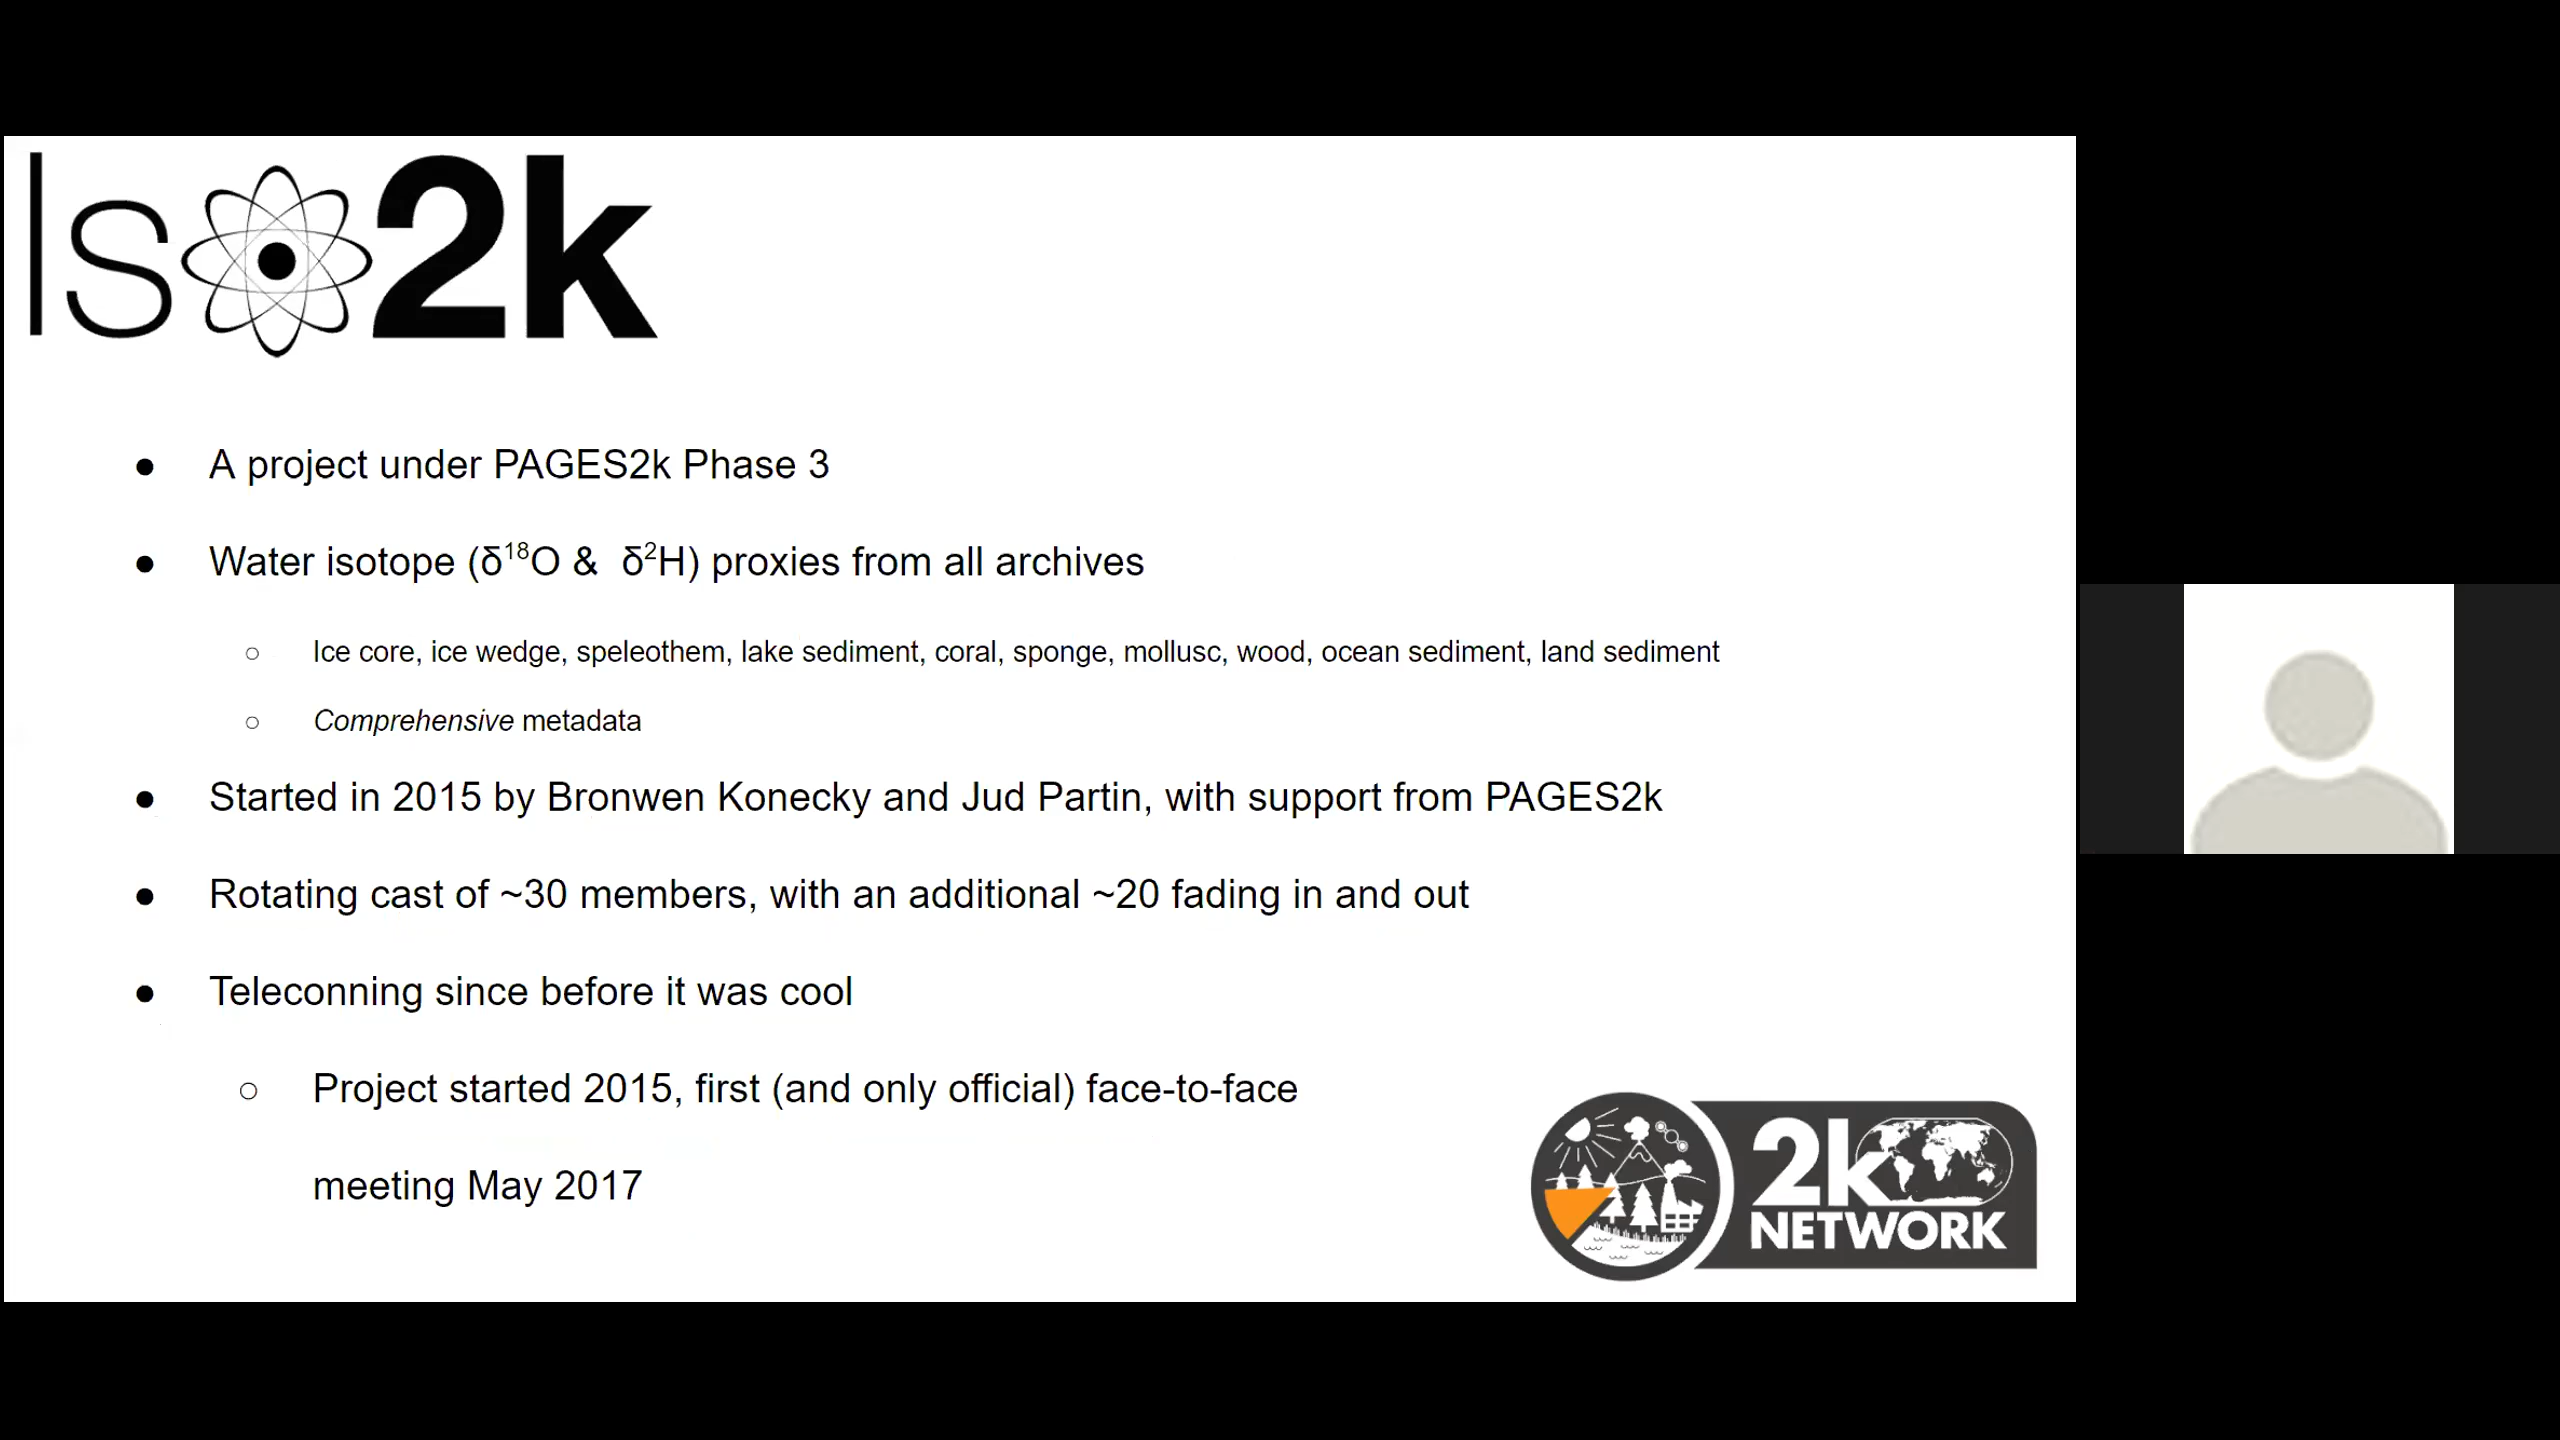 Iso2k
● A project under PAGES2k Phase 3
● Water isotope (δ¹⁸O & δ²H) proxies from all archives
○ Ice core, ice wedge, speleothem, lake sediment, coral, sponge, mollusc, wood, ocean sediment, land sediment
○ Comprehensive metadata
● Started in 2015 by Bronwen Konecky and Jud Partin, with support from PAGES2k
● Rotating cast of ~30 members, with an additional ~20 fading in and out
● Teleconning since before it was cool
○ Project started 2015, first (and only official) face-to-face
meeting May 2017
2k
NETWORK